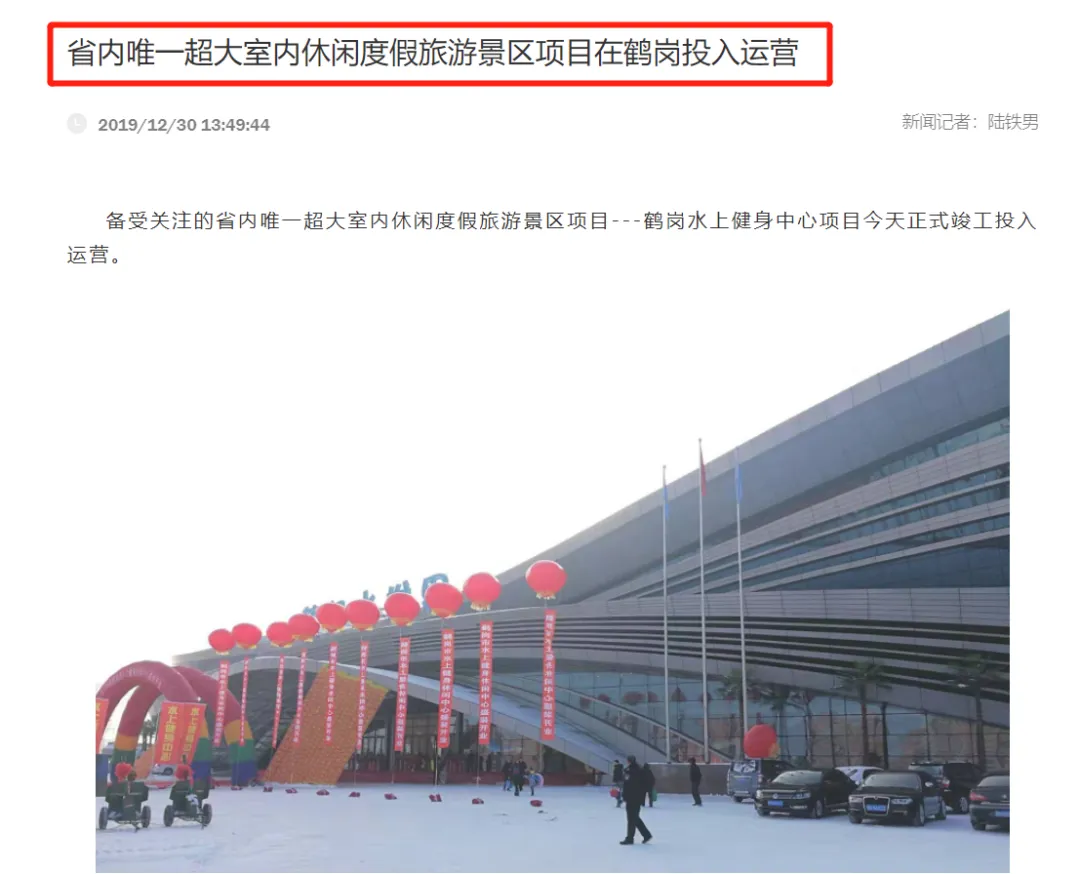 省内唯一超大室内休闲度假旅游景区项目在鹤岗投入运营
2019/12/30 13:49:44
新闻记者：陆铁男
备受关注的省内唯一超大室内休闲度假旅游景区项目---鹤岗水上健身中心项目今天正式竣工投入
运营。
水上健身中心